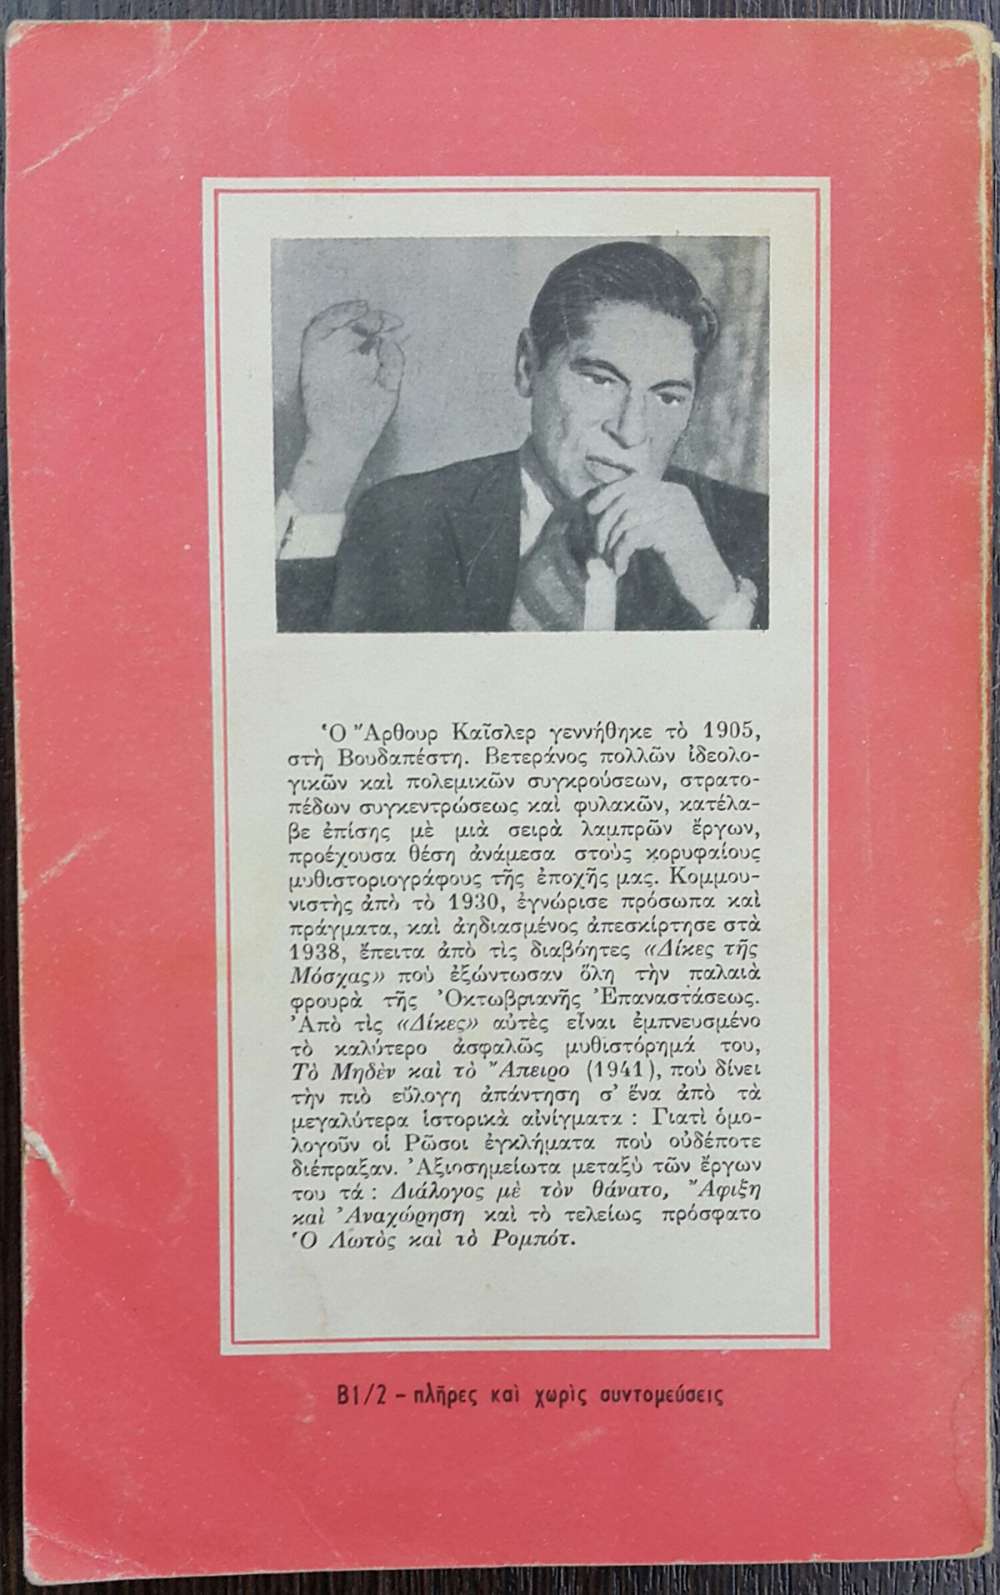 Ὁ Ἄρθουρ Καῖσλερ γεννήθηκε τὸ 1905,
στὴ Βουδαπέστη. Βετεράνος πολλῶν ἰδεολο-
γικῶν καὶ πολεμικῶν συγκρούσεων, στρατο-
πέδων συγκεντρώσεως καὶ φυλακῶν, κατέλα-
βε ἐπίσης μὲ μιὰ σειρὰ λαμπρῶν ἔργων,
προέχουσα θέση ἀνάμεσα στοὺς κορυφαίους
μυθιστοριογράφους τῆς ἐποχῆς μας. Κομμου-
νιστὴς ἀπὸ τὸ 1930, ἐγνώρισε πρόσωπα καὶ
πράγματα, καὶ ἀηδιασμένος ἀπεσκίρτησε στὰ
1938, ἔπειτα ἀπὸ τὶς διαβόητες «Δίκες τῆς
Μόσχας» ποὺ ἐξώντωσαν ὅλη τὴν παλαιὰ
φρουρὰ τῆς Ὀκτωβριανῆς Ἐπαναστάσεως.
Ἀπὸ τὶς «Δίκες» αὐτὲς εἶναι ἐμπνευσμένο
τὸ καλύτερο ἀσφαλῶς μυθιστόρημά του,
Τὸ Μηδὲν καὶ τὸ Ἄπειρο (1941), ποὺ δίνει
τὴν πιὸ εὔλογη ἀπάντηση σ' ἕνα ἀπὸ τὰ
μεγαλύτερα ἱστορικὰ αἰνίγματα : Γιατὶ ὁμο-
λογοῦν οἱ Ρῶσοι ἐγκλήματα ποὺ οὐδέποτε
διέπραξαν. Ἀξιοσημείωτα μεταξὺ τῶν ἔργων
του τά : Διάλογος μὲ τὸν θάνατο, Ἄφιξη
καὶ Ἀναχώρηση καὶ τὸ τελείως πρόσφατο
Ὁ Λωτὸς καὶ τὸ Ρομπότ.
Β1/2 – πλῆρες καὶ χωρὶς συντομεύσεις